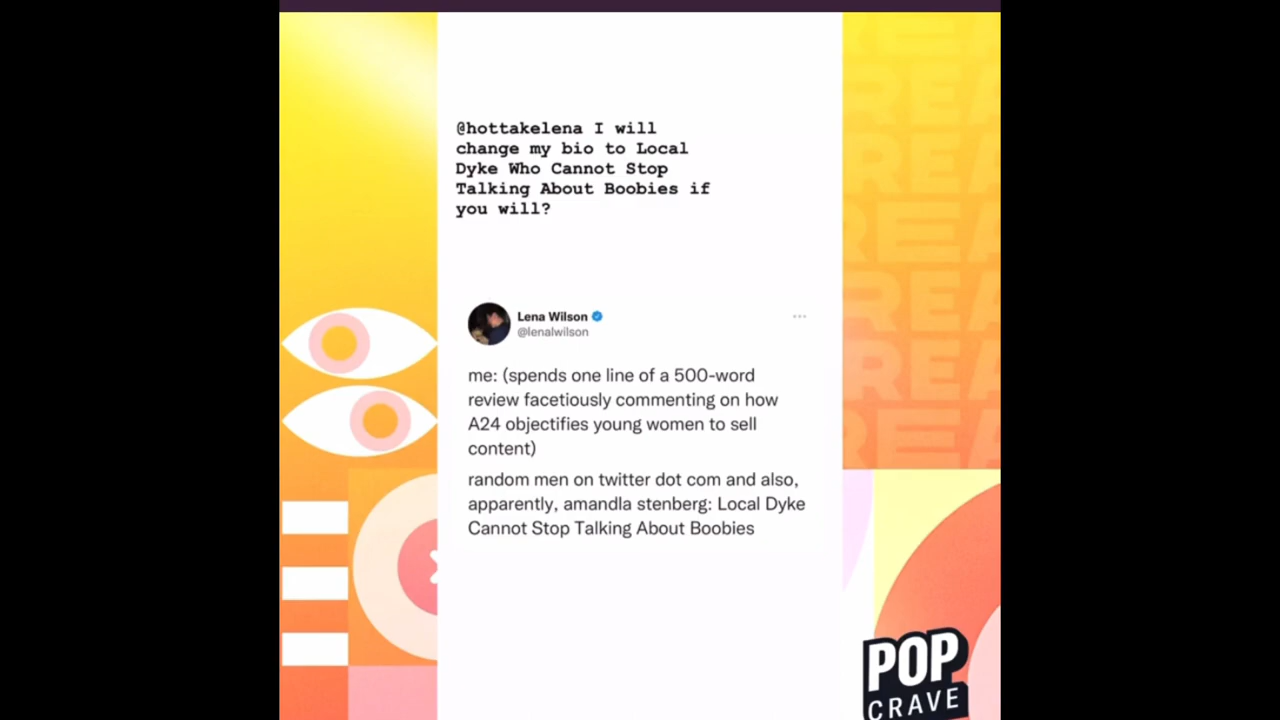 @hottakelena I will
change my bio to Local
Dyke Who Cannot Stop
Talking About Boobies if
you will?
Lena Wilson
@lenalwilson
me: (spends one line of a 500-word
review facetiously commenting on how
A24 objectifies young women to sell
content)
random men on twitter dot com and also,
apparently, amandla stenberg: Local Dyke
Cannot Stop Talking About Boobies
POP
CRAVE